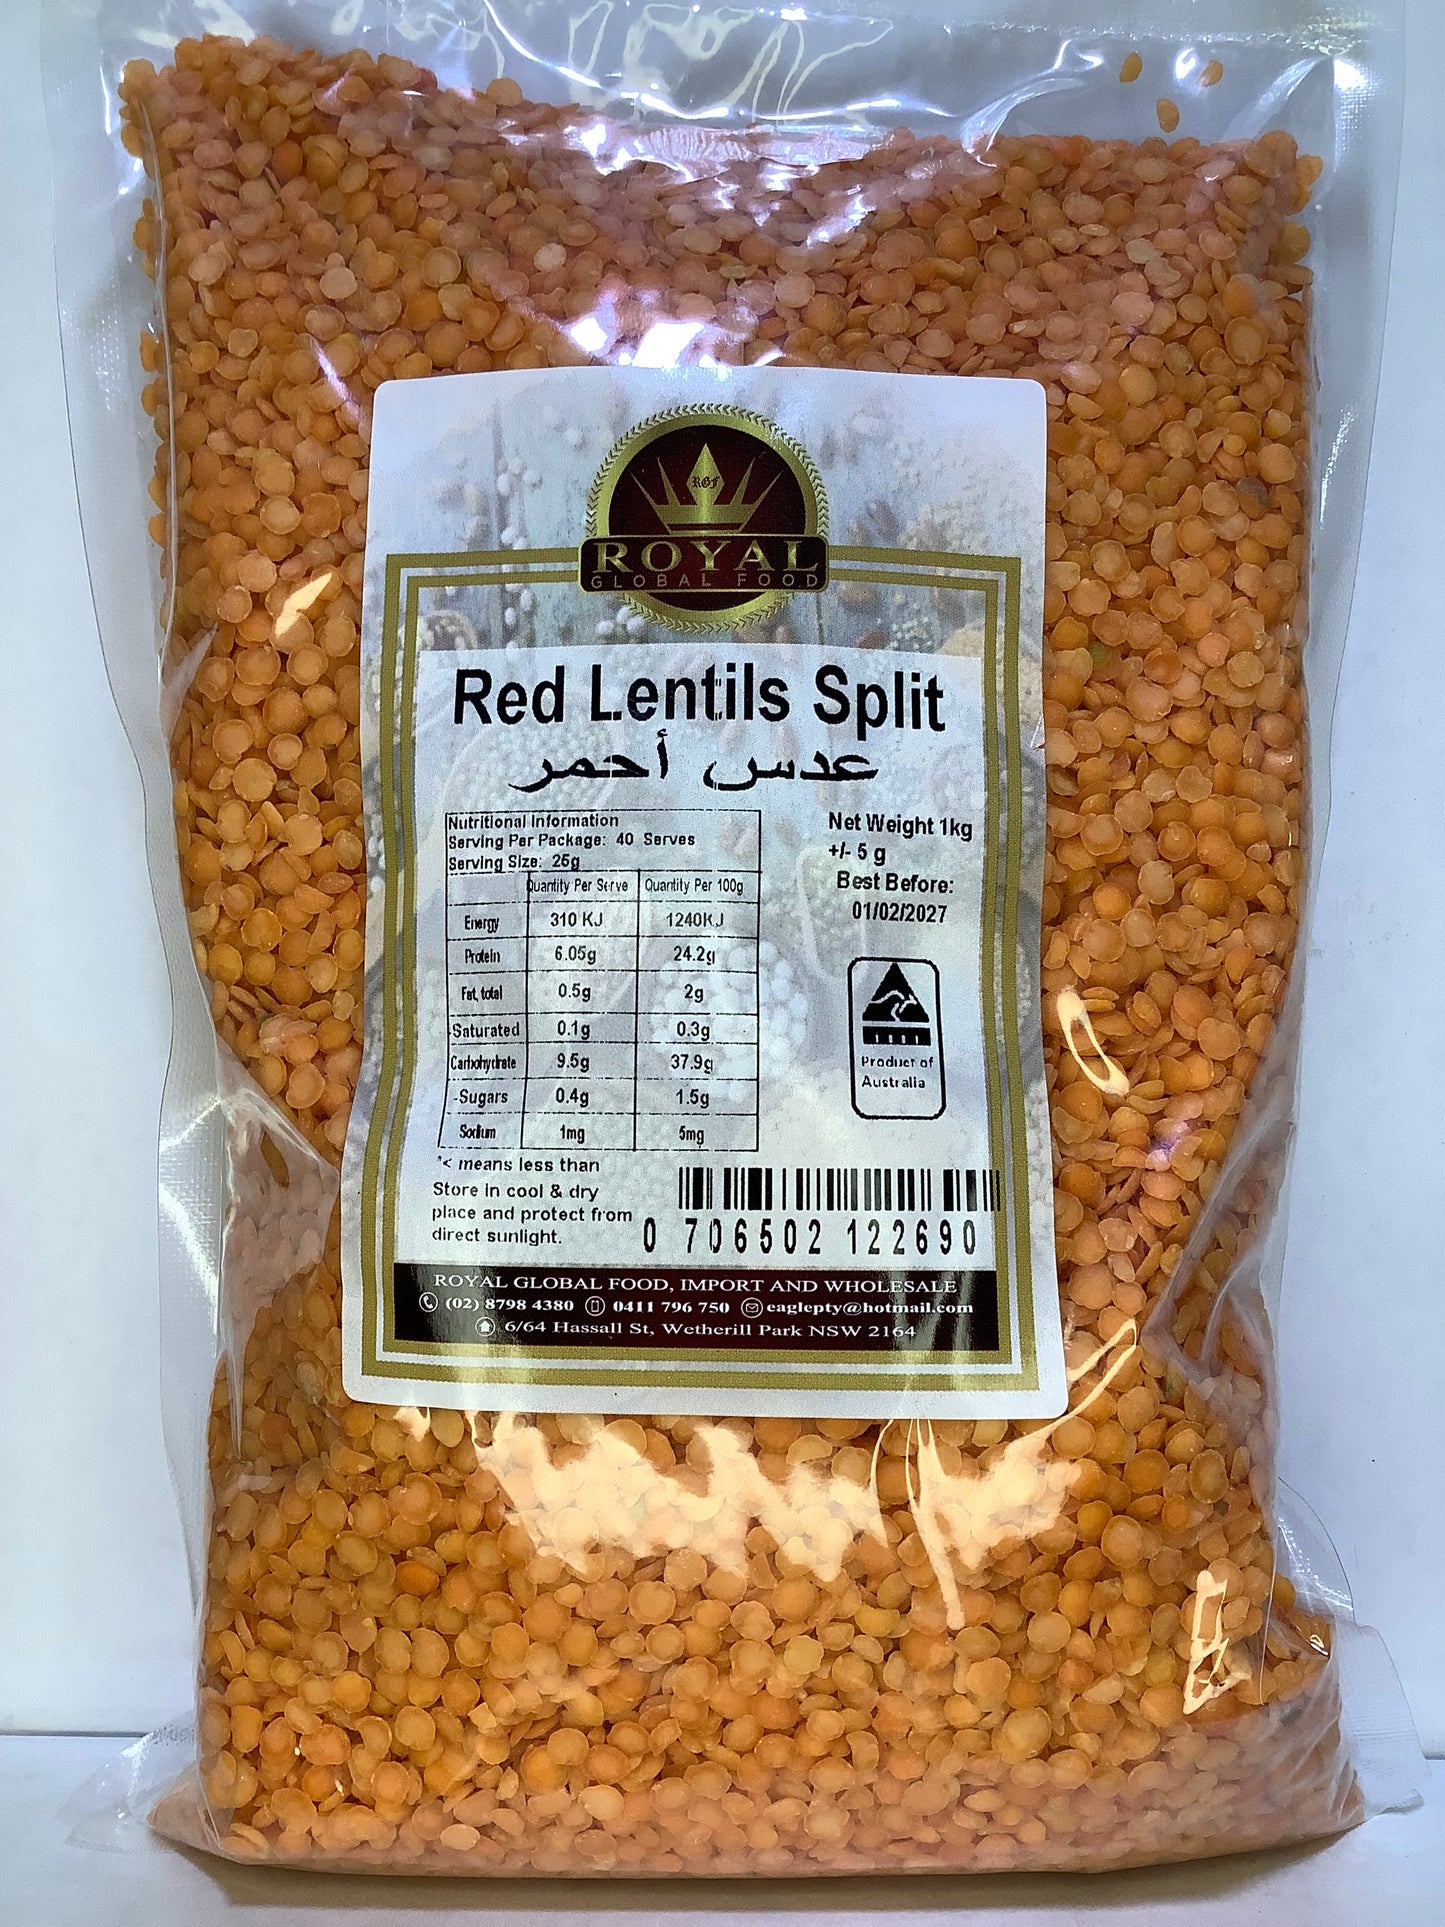 RGF
ROYAL
GLOBAL FOOD
Red Lentils Split
عدس أحمر
Nutritional Information
Serving Per Package: 40 Serves
Serving Size: 25g
Quantity Per Serve Quantity Per 100g
Energy 310 KJ 1240KJ
Protein 6.05g 24.2g
Fat, total 0.5g 2g
-Saturated 0.1g 0.3g
Carbohydrate 9.5g 37.9g
-Sugars 0.4g 1.5g
Sodium 1mg 5mg
*< means less than
Store in cool & dry
place and protect from
direct sunlight.
Net Weight 1kg
+/- 5 g
Best Before:
01/02/2027
Product of
Australia
0 706502 122690
ROYAL GLOBAL FOOD, IMPORT AND WHOLESALE
(02) 8798 4380 0411 796 750 eaglepty@hotmail.com
6/64 Hassall St, Wetherill Park NSW 2164